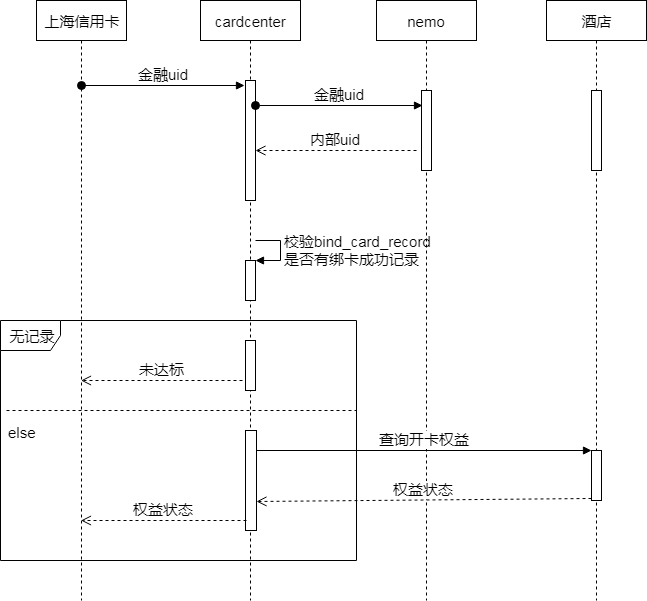 上海信用卡
cardcenter
nemo
酒店
金融uid
金融uid
内部uid
校验bind_card_record
是否有绑卡成功记录
无记录
未达标
else
查询开卡权益
权益状态
权益状态